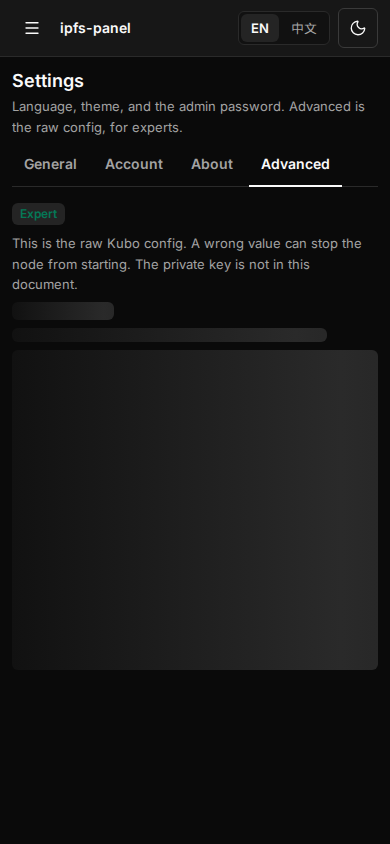 ipfs-panel
EN
中文
Settings
Language, theme, and the admin password. Advanced is
the raw config, for experts.
General
Account
About
Advanced
Expert
This is the raw Kubo config. A wrong value can stop the
node from starting. The private key is not in this
document.